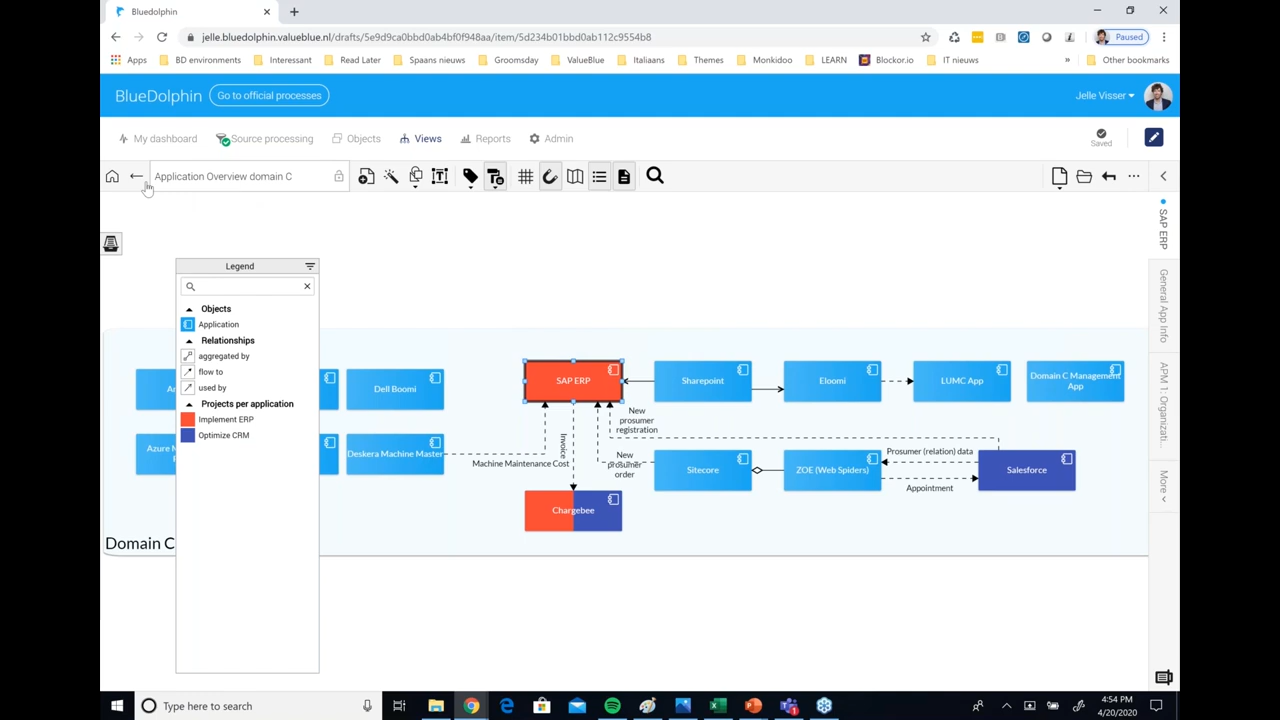 Bluedolphin
jelle.bluedolphin.valueblue.nl/drafts/5e9d9ca0bbd0ab4bf0f948aa/item/5d234b01bbd0ab112c9554b8
Paused
Apps
BD environments
Interessant
Read Later
Spaans nieuws
Groomsday
ValueBlue
Italiaans
Themes
Monkidoo
LEARN
Blockor.io
IT nieuws
»
Other bookmarks
BlueDolphin
Go to official processes
Jelle Visser
My dashboard
Source processing
Objects
Views
Reports
Admin
Saved
Application Overview domain C
SAP ERP
General App Info
APM 1: Organizati...
More
Legend
Objects
Application
Relationships
aggregated by
flow to
used by
Projects per application
Implement ERP
Optimize CRM
Dell Boomi
SAP ERP
Sharepoint
Eloomi
LUMC App
Domain C Management
App
New
prosumer
registration
Deskera Machine Master
Machine Maintenance Cost
Invoice
New
prosumer
order
Sitecore
ZOE (Web Spiders)
Prosumer (relation) data
Appointment
Salesforce
Chargebee
Domain C
Type here to search
4:54 PM
4/20/2020